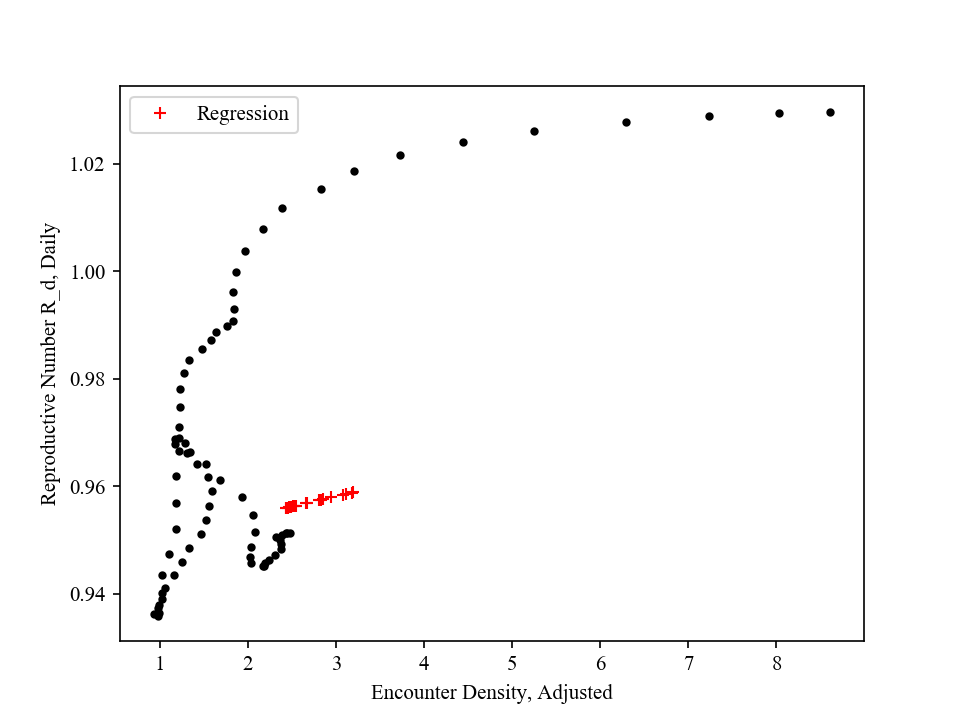 Regression
1.02
1.00
0.98
0.96
0.94
Reproductive Number R_d, Daily
1 2 3 4 5 6 7 8
Encounter Density, Adjusted